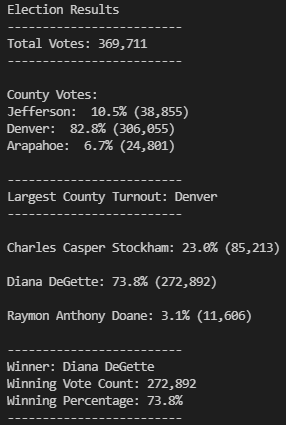 Election Results
-------------------------
Total Votes: 369,711
-------------------------
County Votes:
Jefferson:  10.5% (38,855)
Denver:  82.8% (306,055)
Arapahoe:  6.7% (24,801)
-------------------------
Largest County Turnout: Denver
-------------------------
Charles Casper Stockham: 23.0% (85,213)
Diana DeGette: 73.8% (272,892)
Raymon Anthony Doane: 3.1% (11,606)
-------------------------
Winner: Diana DeGette
Winning Vote Count: 272,892
Winning Percentage: 73.8%
-------------------------